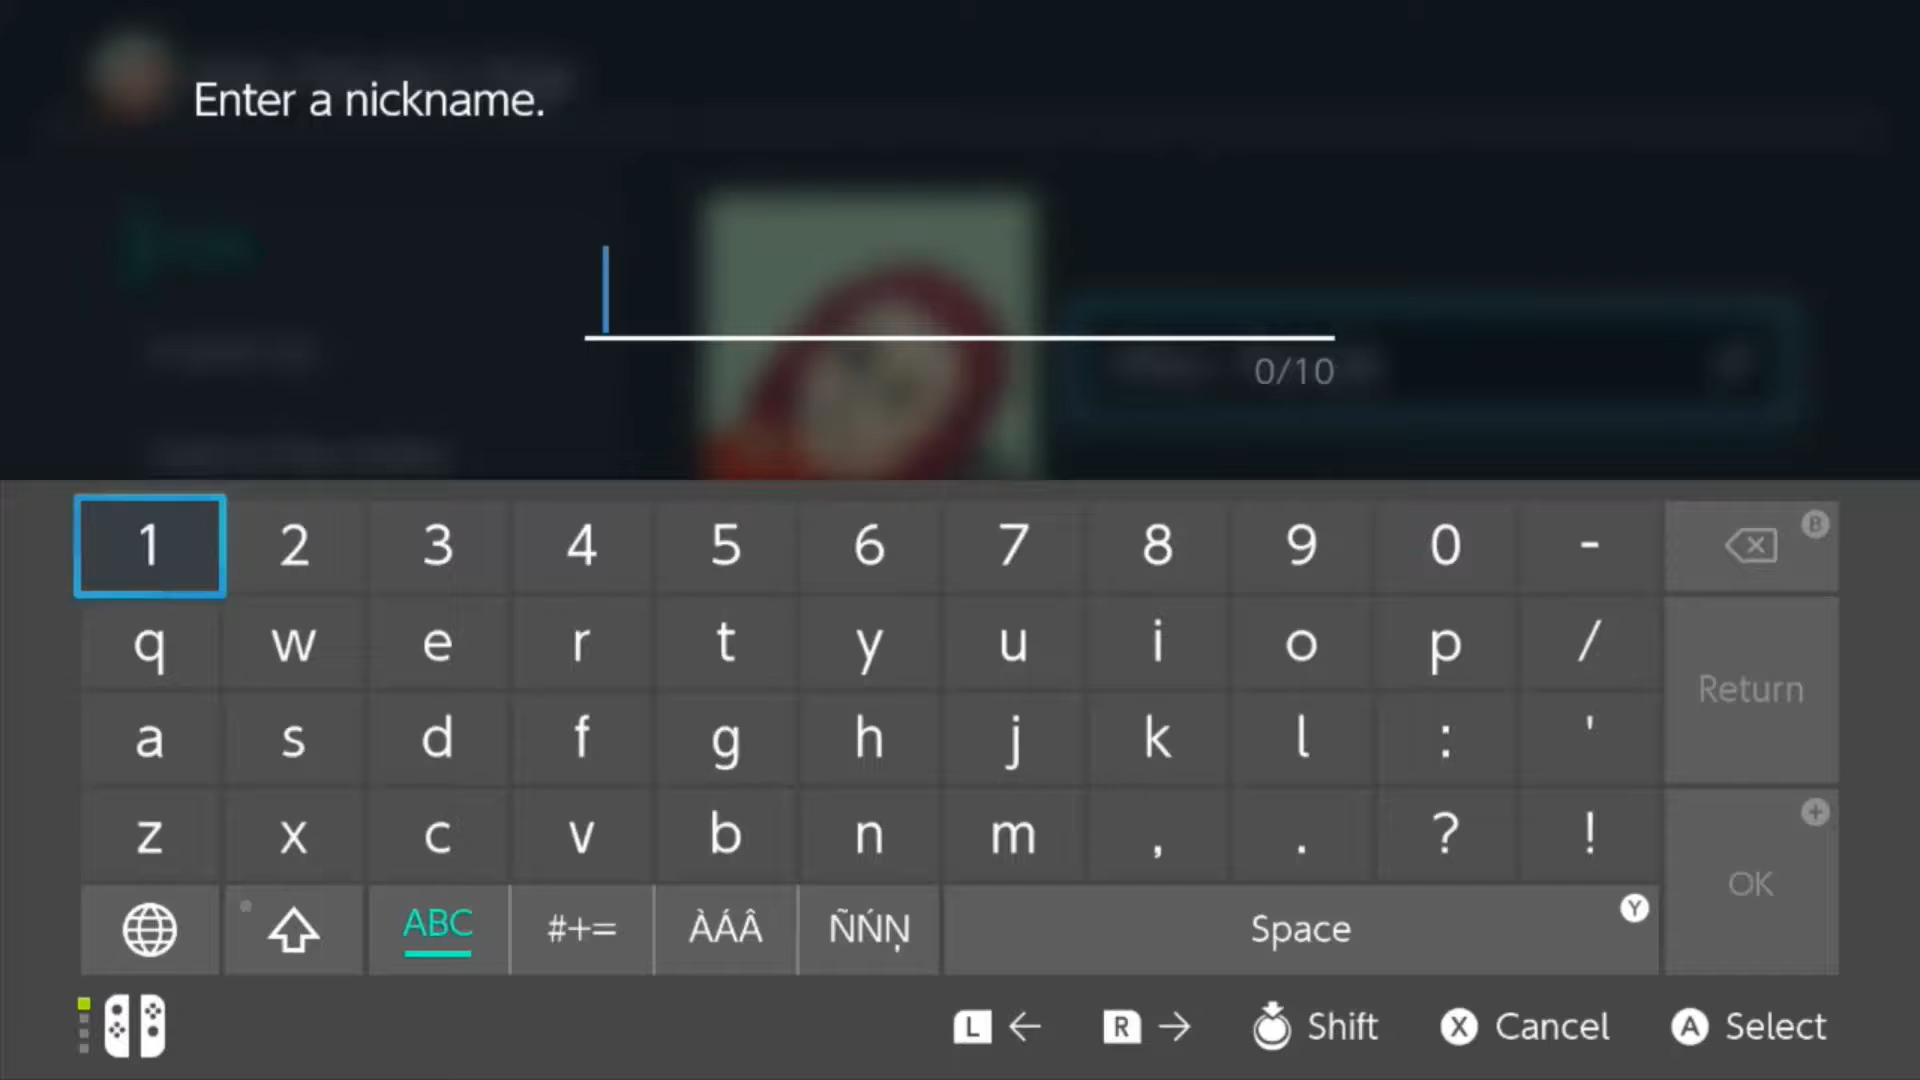 Enter a nickname.
0/10
1 2 3 4 5 6 7 8 9 0 - B
q w e r t y u i o p /
Return
a s d f g h j k l : '
z x c v b n m , . ? ! +
OK
ABC #+= ÀÁÂ ÑŃṆ Space Y
L ← R → Shift X Cancel A Select